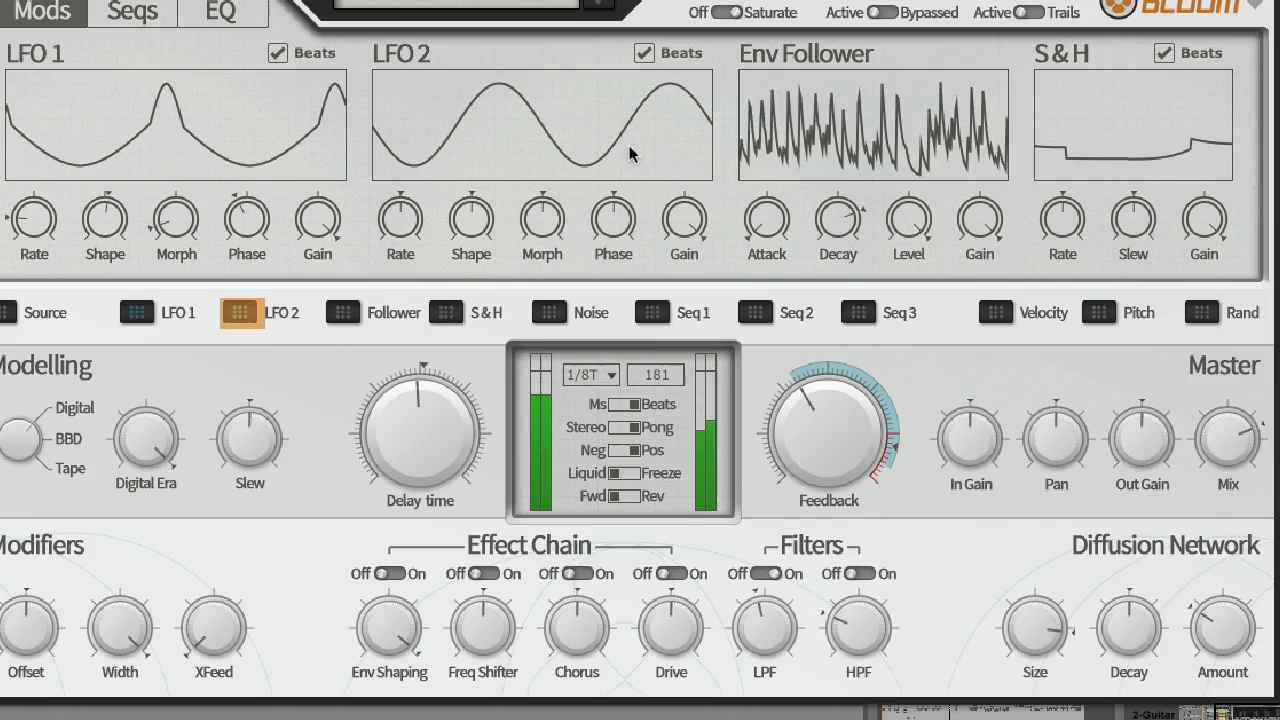 Mods Seqs EQ Off Saturate Active Bypassed Active Trails BLOOM
LFO 1 Beats LFO 2 Beats Env Follower S & H Beats
Rate Shape Morph Phase Gain Rate Shape Morph Phase Gain Attack Decay Level Gain Rate Slew Gain
Source LFO 1 LFO 2 Follower S & H Noise Seq 1 Seq 2 Seq 3 Velocity Pitch Rand
Modelling 1/8T 181 Master
Ms Beats
Digital Stereo Pong
BBD Neg Pos
Tape Liquid Freeze
Digital Era Slew Delay time Fwd Rev Feedback In Gain Pan Out Gain Mix
Modifiers Effect Chain Filters Diffusion Network
Off On Off On Off On Off On Off On Off On
Offset Width XFeed Env Shaping Freq Shifter Chorus Drive LPF HPF Size Decay Amount
2-Guitar